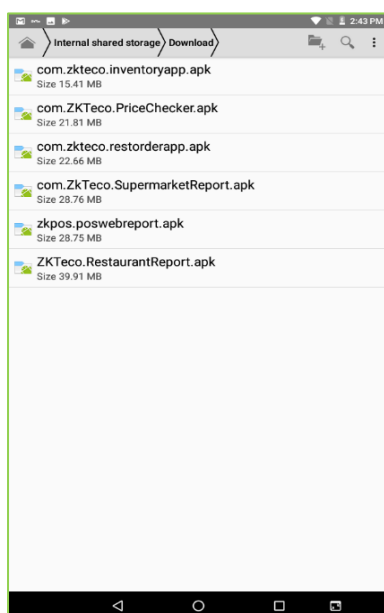 2:43 PM
Internal shared storage
Download
com.zkteco.inventoryapp.apk
Size 15.41 MB
com.ZKTeco.PriceChecker.apk
Size 21.81 MB
com.zkteco.restorderapp.apk
Size 22.66 MB
com.ZkTeco.SupermarketReport.apk
Size 28.76 MB
zkpos.poswebreport.apk
Size 28.75 MB
ZKTeco.RestaurantReport.apk
Size 39.91 MB